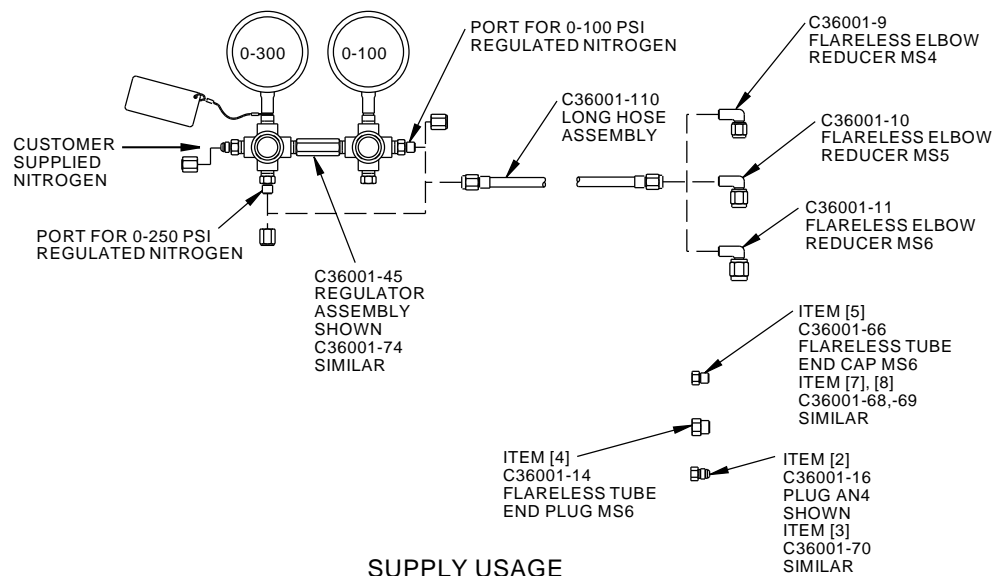 0-300
0-100
PORT FOR 0-100 PSI
REGULATED NITROGEN
C36001-9
FLARELESS ELBOW
REDUCER MS4
C36001-110
LONG HOSE
ASSEMBLY
C36001-10
FLARELESS ELBOW
REDUCER MS5
CUSTOMER
SUPPLIED
NITROGEN
C36001-11
FLARELESS ELBOW
REDUCER MS6
PORT FOR 0-250 PSI
REGULATED NITROGEN
C36001-45
REGULATOR
ASSEMBLY
SHOWN
C36001-74
SIMILAR
ITEM [5]
C36001-66
FLARELESS TUBE
END CAP MS6
ITEM [7], [8]
C36001-68,-69
SIMILAR
ITEM [4]
C36001-14
FLARELESS TUBE
END PLUG MS6
ITEM [2]
C36001-16
PLUG AN4
SHOWN
ITEM [3]
C36001-70
SIMILAR
SUPPLY USAGE